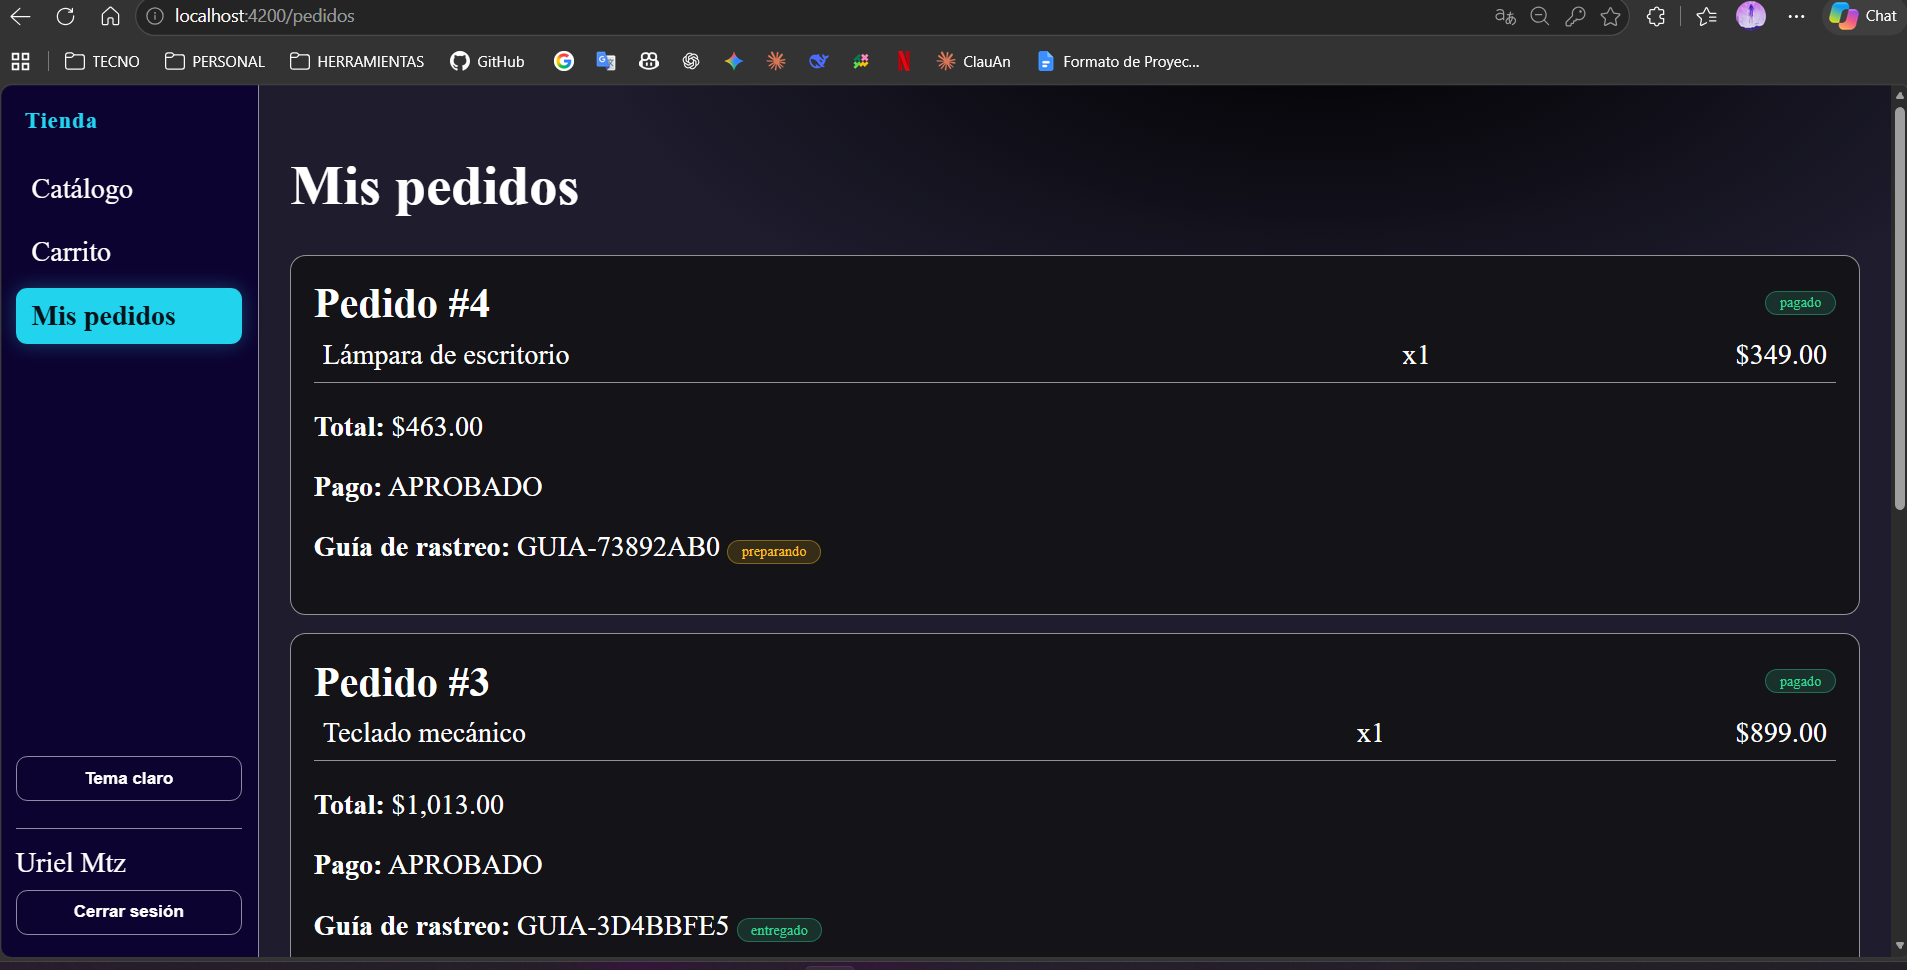 localhost:4200/pedidos
Chat
TECNO
PERSONAL
HERRAMIENTAS
GitHub
ClauAn
Formato de Proyec...
Tienda
Catálogo
Carrito
Mis pedidos
Tema claro
Uriel Mtz
Cerrar sesión
Mis pedidos
Pedido #4 pagado
Lámpara de escritorio x1 $349.00
Total: $463.00
Pago: APROBADO
Guía de rastreo: GUIA-73892AB0 preparando
Pedido #3 pagado
Teclado mecánico x1 $899.00
Total: $1,013.00
Pago: APROBADO
Guía de rastreo: GUIA-3D4BBFE5 entregado